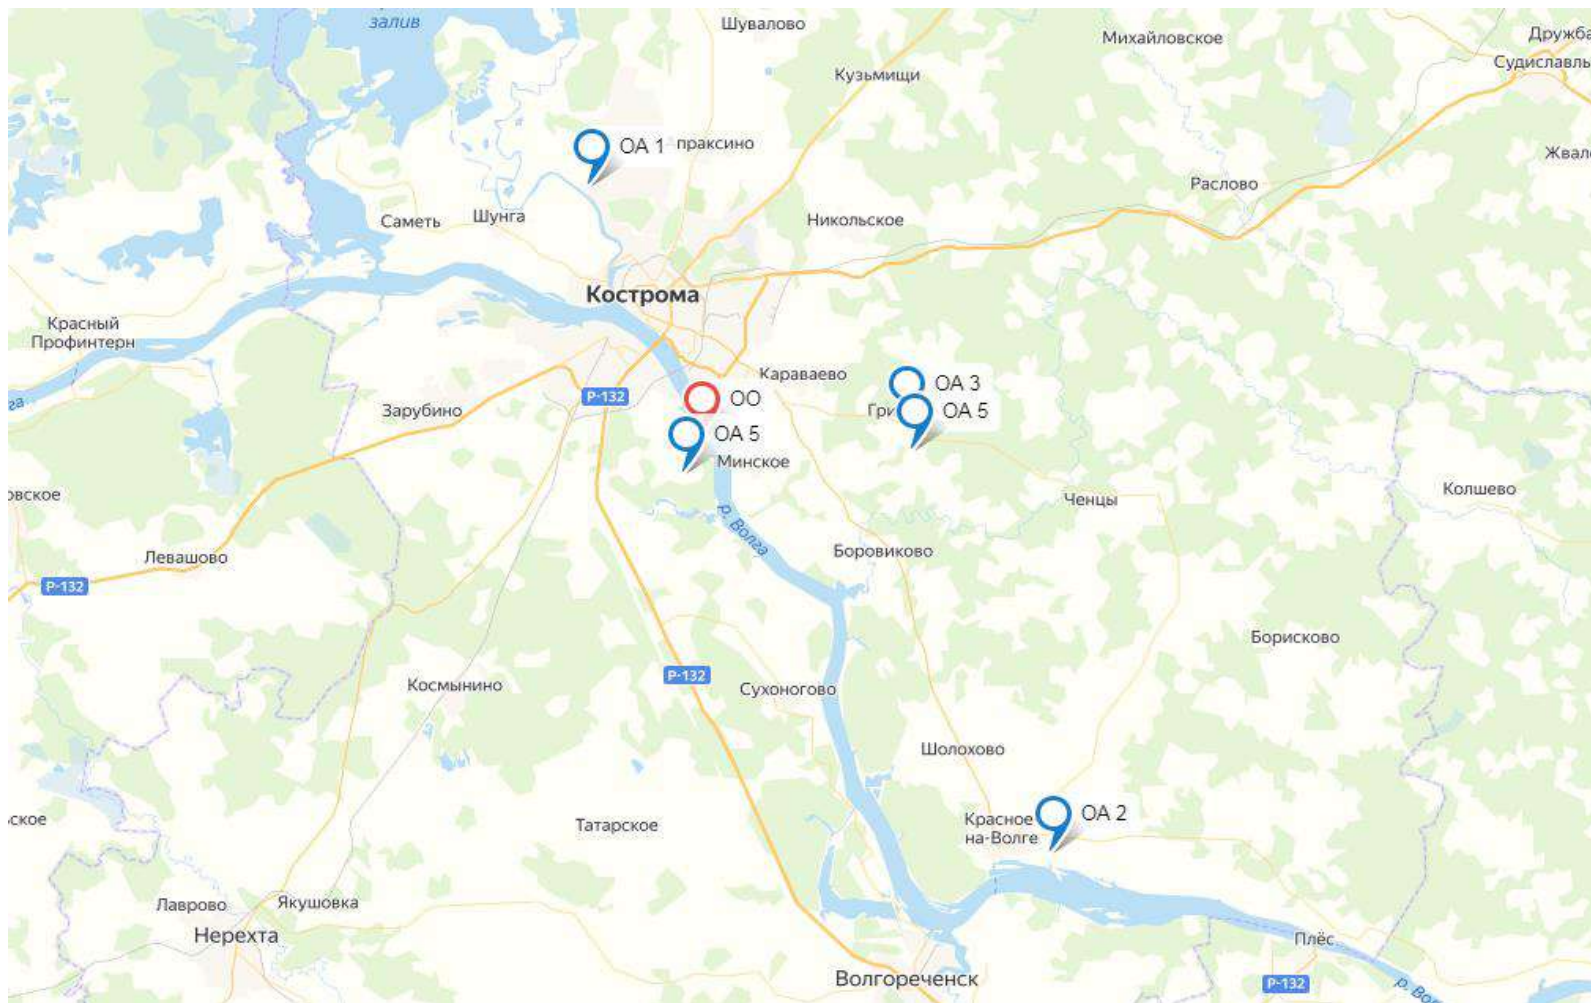 залив
Шувалово
Михайловское
Дружба
Судиславль
Кузьмищи
ОА 1
праксино
Жвал
Раслово
Саметь
Шунга
Никольское
Кострома
Красный
Профинтерн
Караваево
ОА 3
Р-132
ОО
Зарубино
Гри
ОА 5
ОА 5
Минское
овское
Колшево
Ченцы
р. Волга
Левашово
Боровиково
Р-132
Борисково
Р-132
Космынино
Сухоногово
Шолохово
ское
Татарское
Красное
на-Волге
ОА 2
Лаврово
Якушовка
Нерехта
Плёс
Волгореченск
Р-132
р. Во